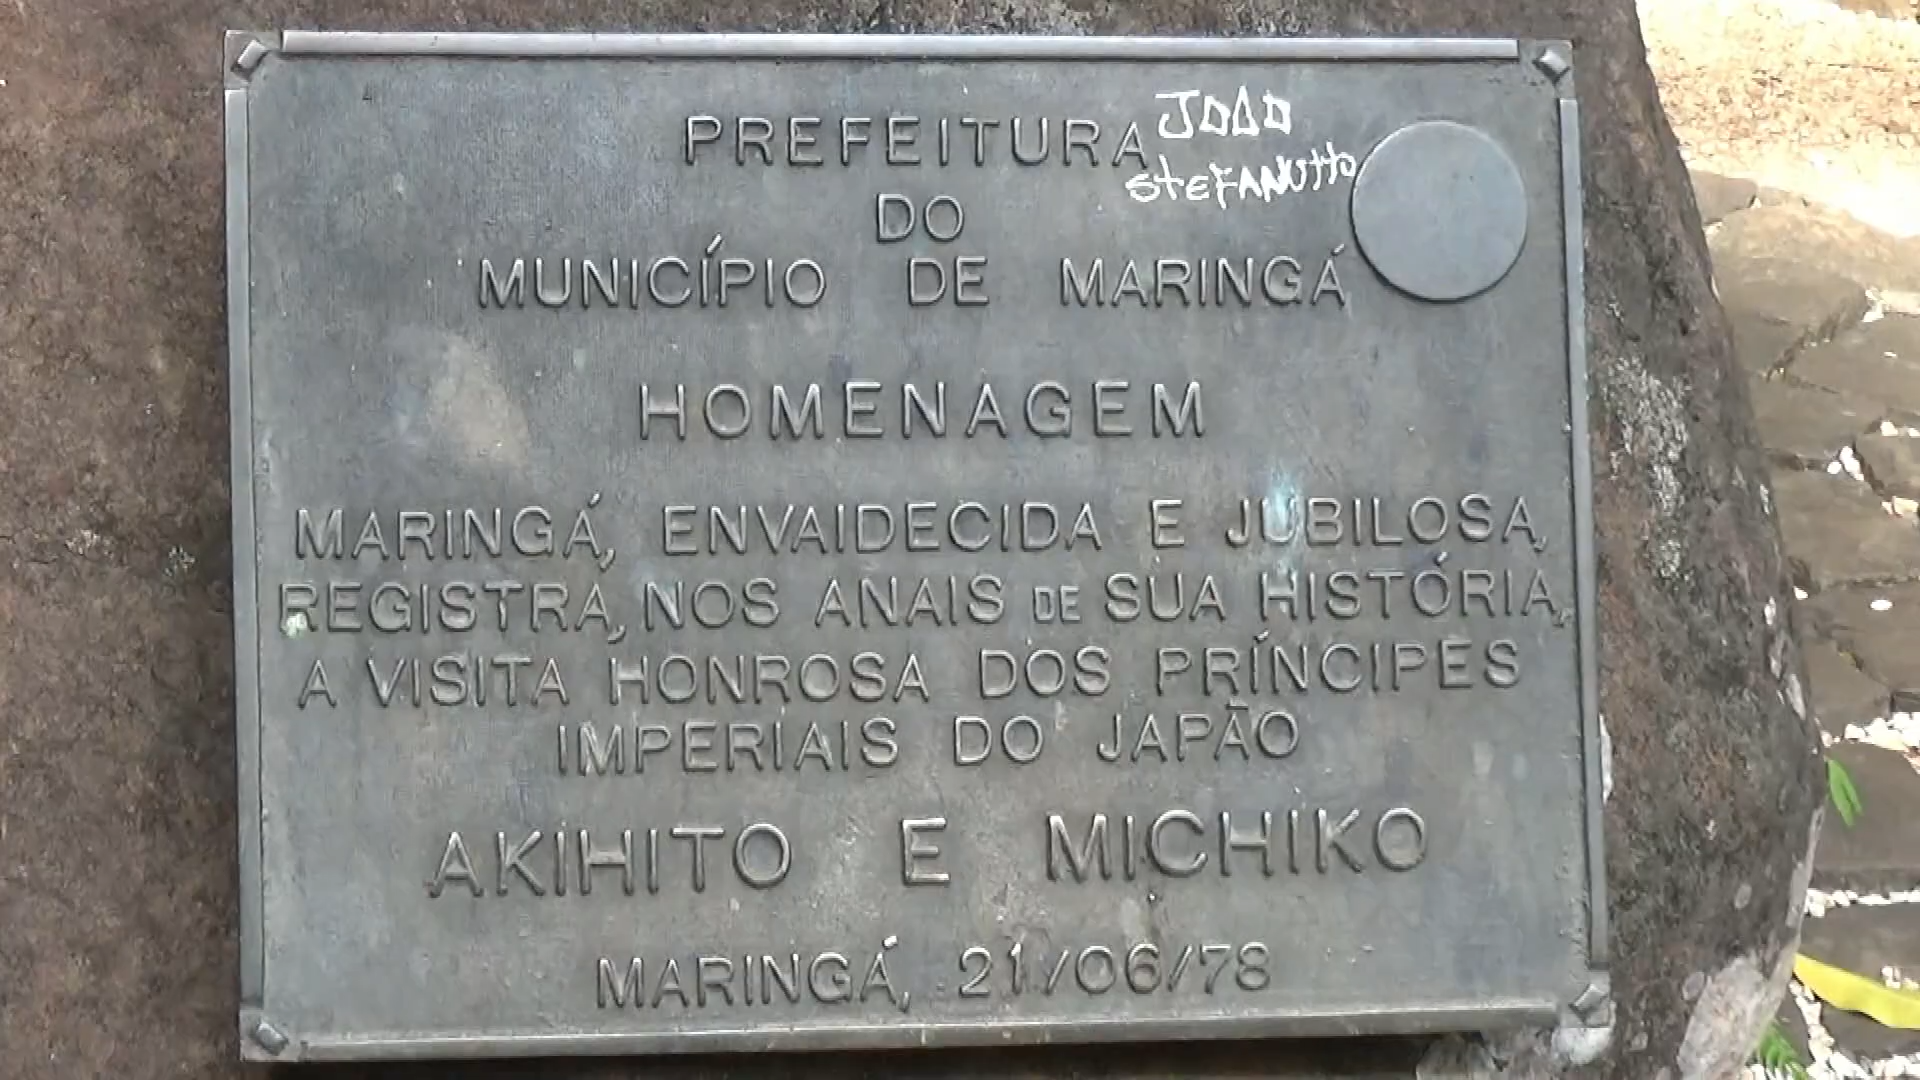 PREFEITURA
JOÃO
STEFANUTTO
DO
MUNICÍPIO DE MARINGÁ
HOMENAGEM
MARINGÁ, ENVAIDECIDA E JUBILOSA,
REGISTRA, NOS ANAIS DE SUA HISTÓRIA,
A VISITA HONROSA DOS PRÍNCIPES
IMPERIAIS DO JAPÃO
AKIHITO E MICHIKO
MARINGÁ, 21/06/78